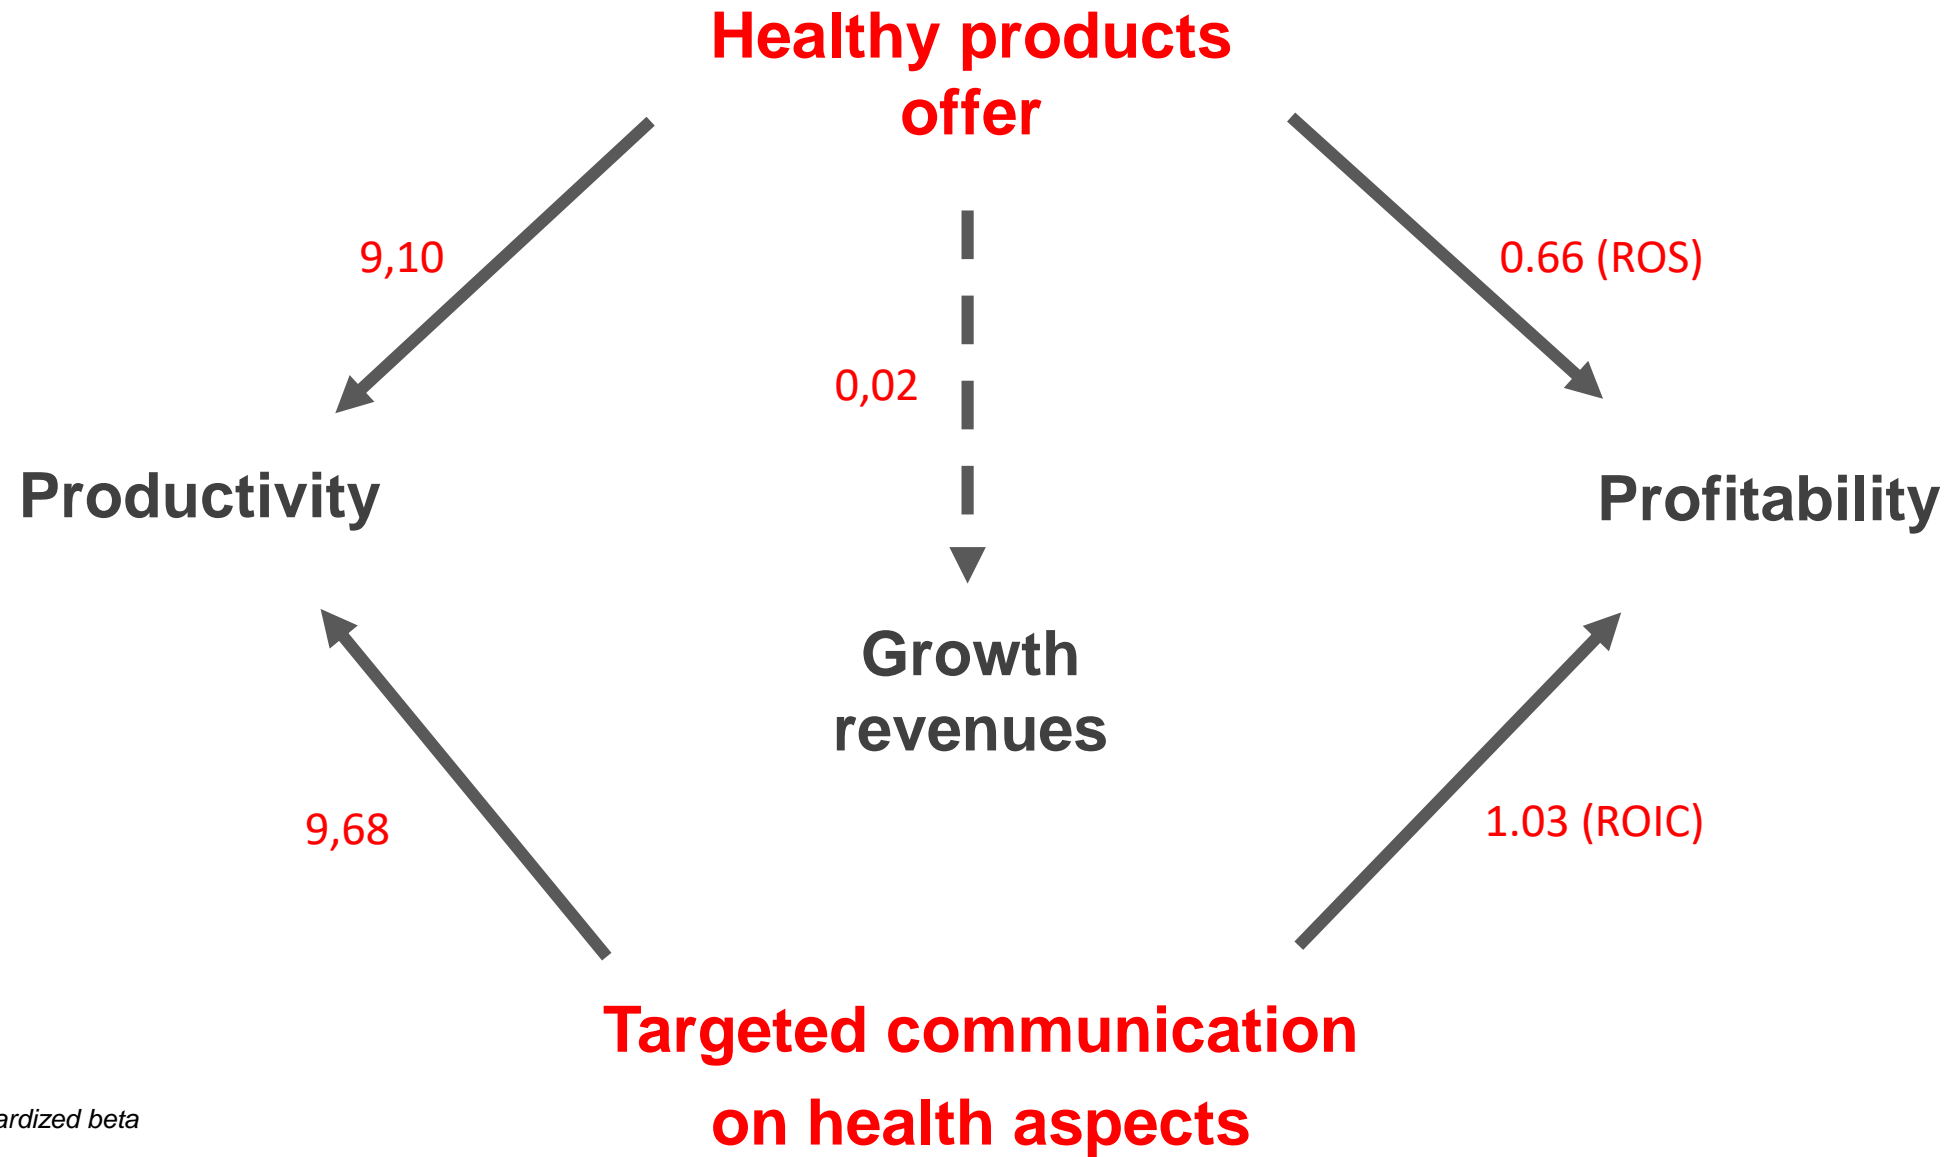 Healthy products
offer
9,10
0.66 (ROS)
0,02
Productivity
Profitability
Growth
revenues
9,68
1.03 (ROIC)
Targeted communication
on health aspects
beta